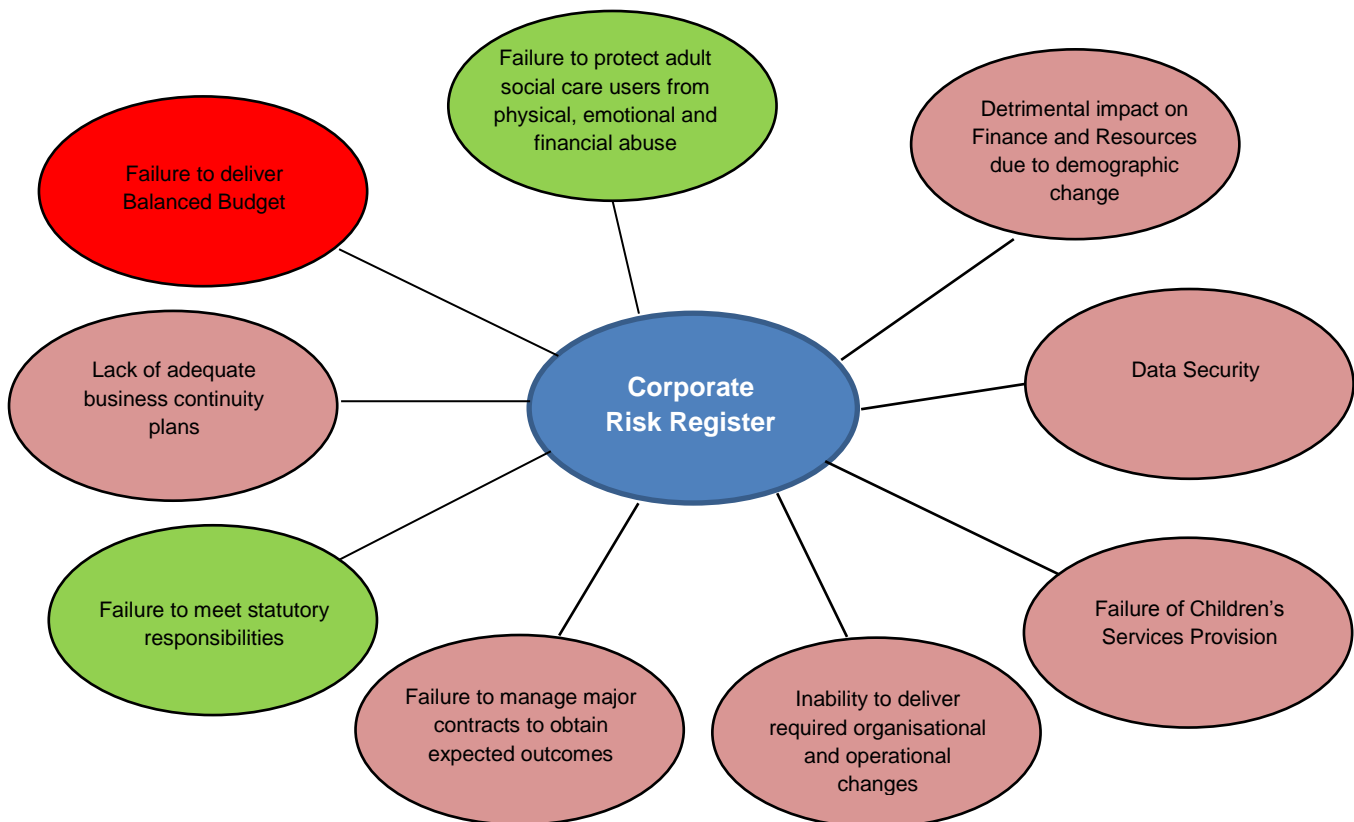 Failure to protect adult
social care users from
physical, emotional and
financial abuse
Detrimental impact on
Finance and Resources
due to demographic
change
Failure to deliver
Balanced Budget
Data Security
Lack of adequate
business continuity
plans
Corporate
Risk Register
Failure to meet statutory
responsibilities
Failure of Children’s
Services Provision
Failure to manage major
contracts to obtain
expected outcomes
Inability to deliver
required organisational
and operational
changes